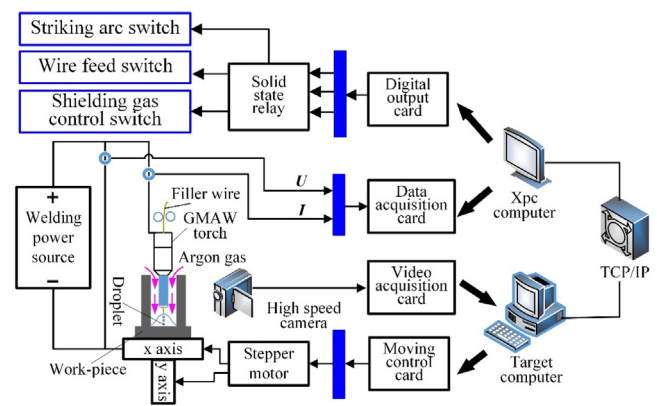 Striking arc switch
Wire feed switch
Shielding gas
control switch
Solid
state
relay
Digital
output
card
Xpc
computer
TCP/IP
U
I
Data
acquisition
card
+
Welding
power
source
−
Filler wire
GMAW
torch
Argon gas
Droplet
High speed
camera
Video
acquisition
card
Target
computer
Work-piece
x axis
y axis
Stepper
motor
Moving
control
card